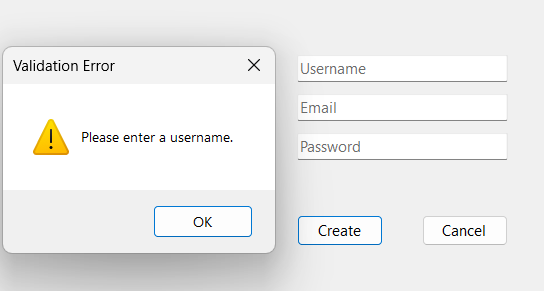 Validation Error
Please enter a username.
OK
Username
Email
Password
Create
Cancel